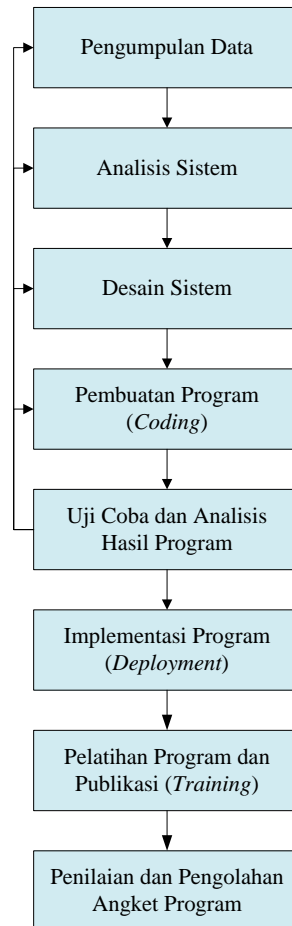 Pengumpulan Data
Analisis Sistem
Desain Sistem
Pembuatan Program
(Coding)
Uji Coba dan Analisis
Hasil Program
Implementasi Program
(Deployment)
Pelatihan Program dan
Publikasi (Training)
Penilaian dan Pengolahan
Angket Program